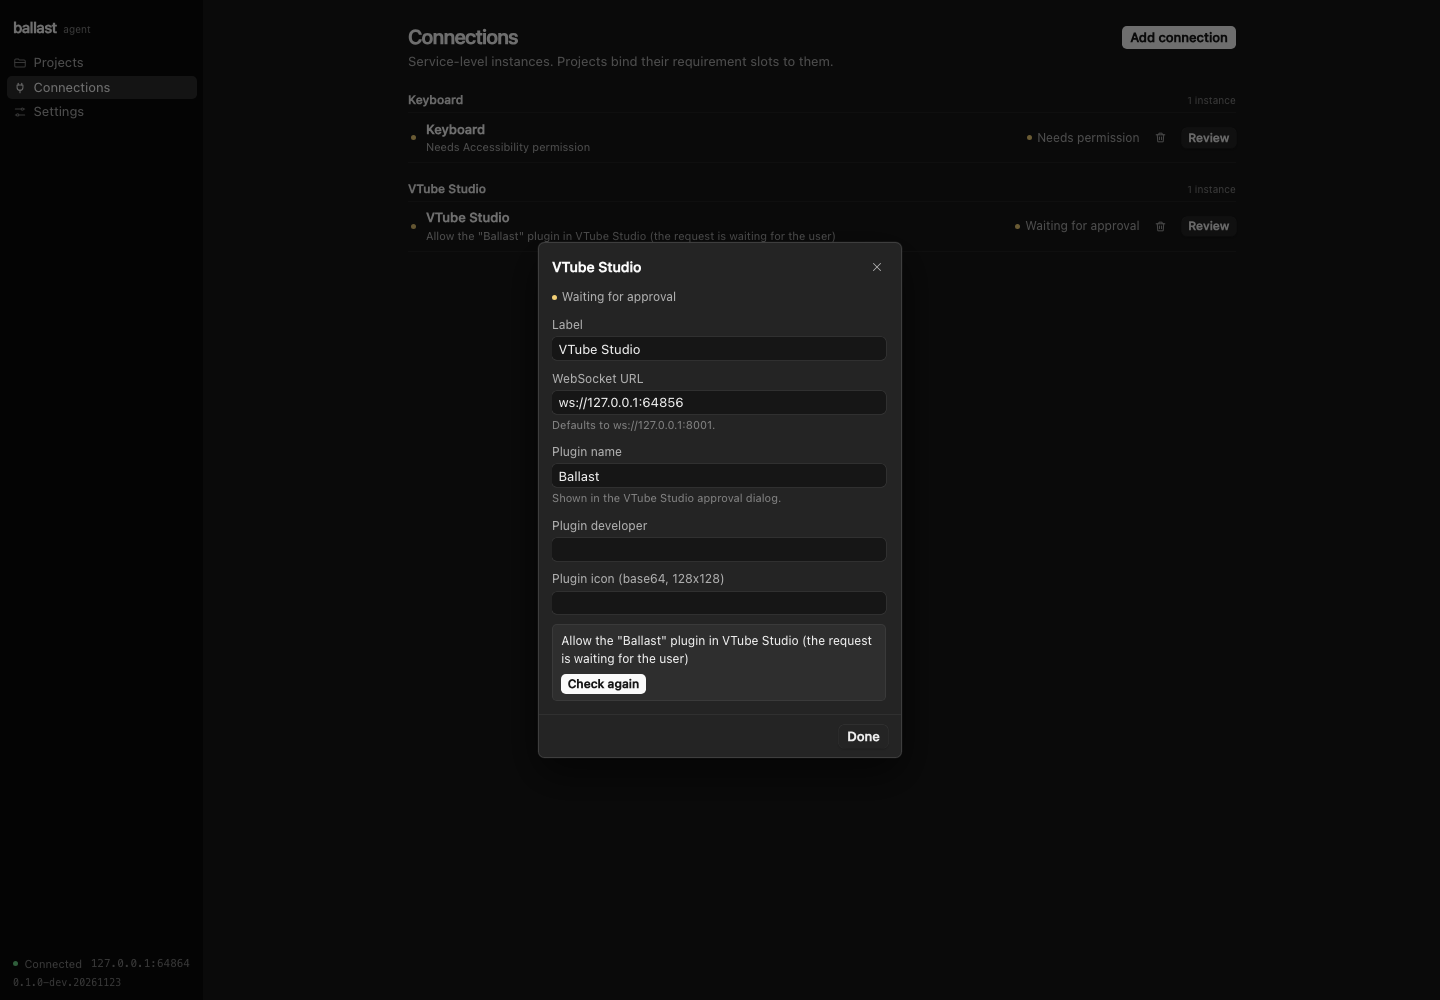 ballast agent
Projects
Connections
Settings
Connections
Add connection
Service-level instances. Projects bind their requirement slots to them.
Keyboard
1 instance
Keyboard
Needs Accessibility permission
Needs permission
Review
VTube Studio
1 instance
VTube Studio
Allow the "Ballast" plugin in VTube Studio (the request is waiting for the user)
Waiting for approval
Review
VTube Studio
Waiting for approval
Label
VTube Studio
WebSocket URL
ws://127.0.0.1:64856
Defaults to ws://127.0.0.1:8001.
Plugin name
Ballast
Shown in the VTube Studio approval dialog.
Plugin developer
Plugin icon (base64, 128x128)
Allow the "Ballast" plugin in VTube Studio (the request
is waiting for the user)
Check again
Done
Connected 127.0.0.1:64864
0.1.0-dev.20261123